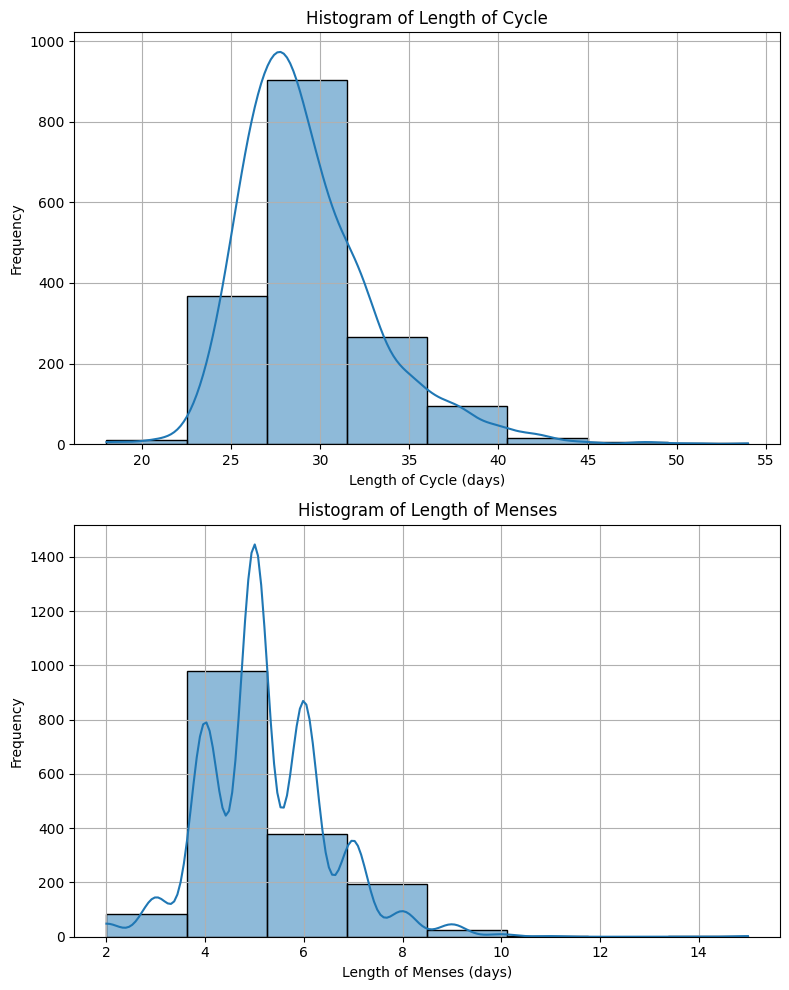 Histogram of Length of Cycle
1000
800
600
400
200
0
Frequency
20 25 30 35 40 45 50 55
Length of Cycle (days)
Histogram of Length of Menses
1400
1200
1000
800
600
400
200
0
Frequency
2 4 6 8 10 12 14
Length of Menses (days)